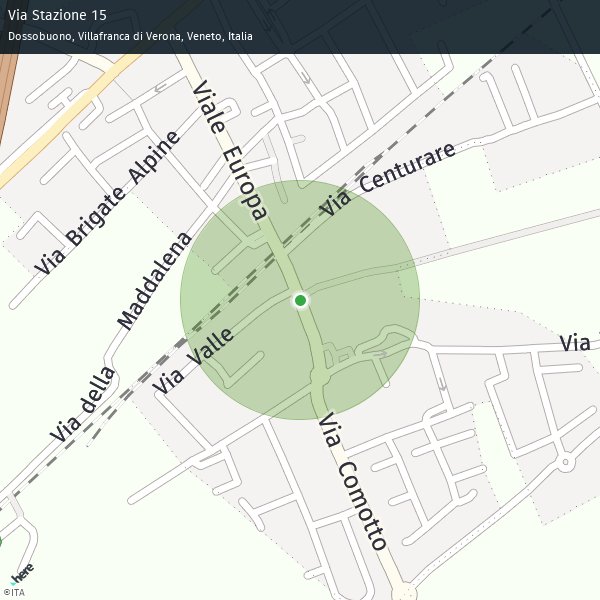 Via Stazione 15
Dossobuono, Villafranca di Verona, Veneto, Italia
Viale Europa
Via Centurare
Via Brigate Alpine
Via della Maddalena
Via Valle
Via
Via Comotto
here
©ITA